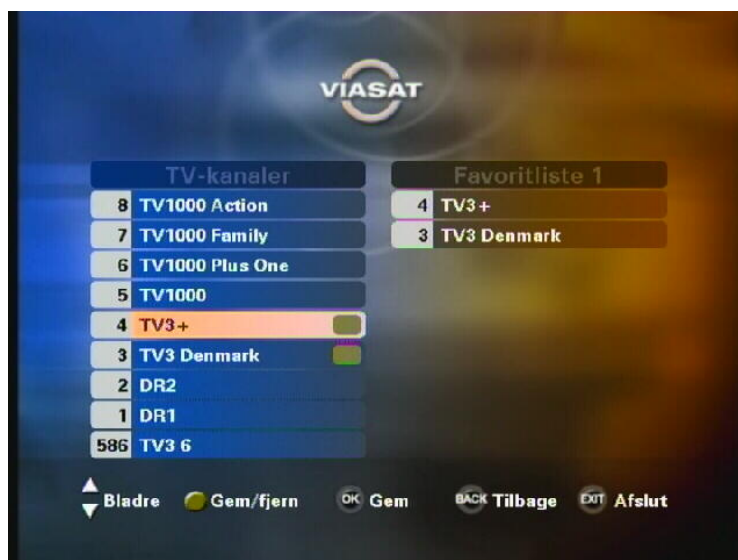 VIASAT
TV-kanaler
8 TV1000 Action
7 TV1000 Family
6 TV1000 Plus One
5 TV1000
4 TV3+
3 TV3 Denmark
2 DR2
1 DR1
586 TV3 6
Favoritliste 1
4 TV3+
3 TV3 Denmark
Bladre Gem/fjern OK Gem BACK Tilbage EXIT Afslut